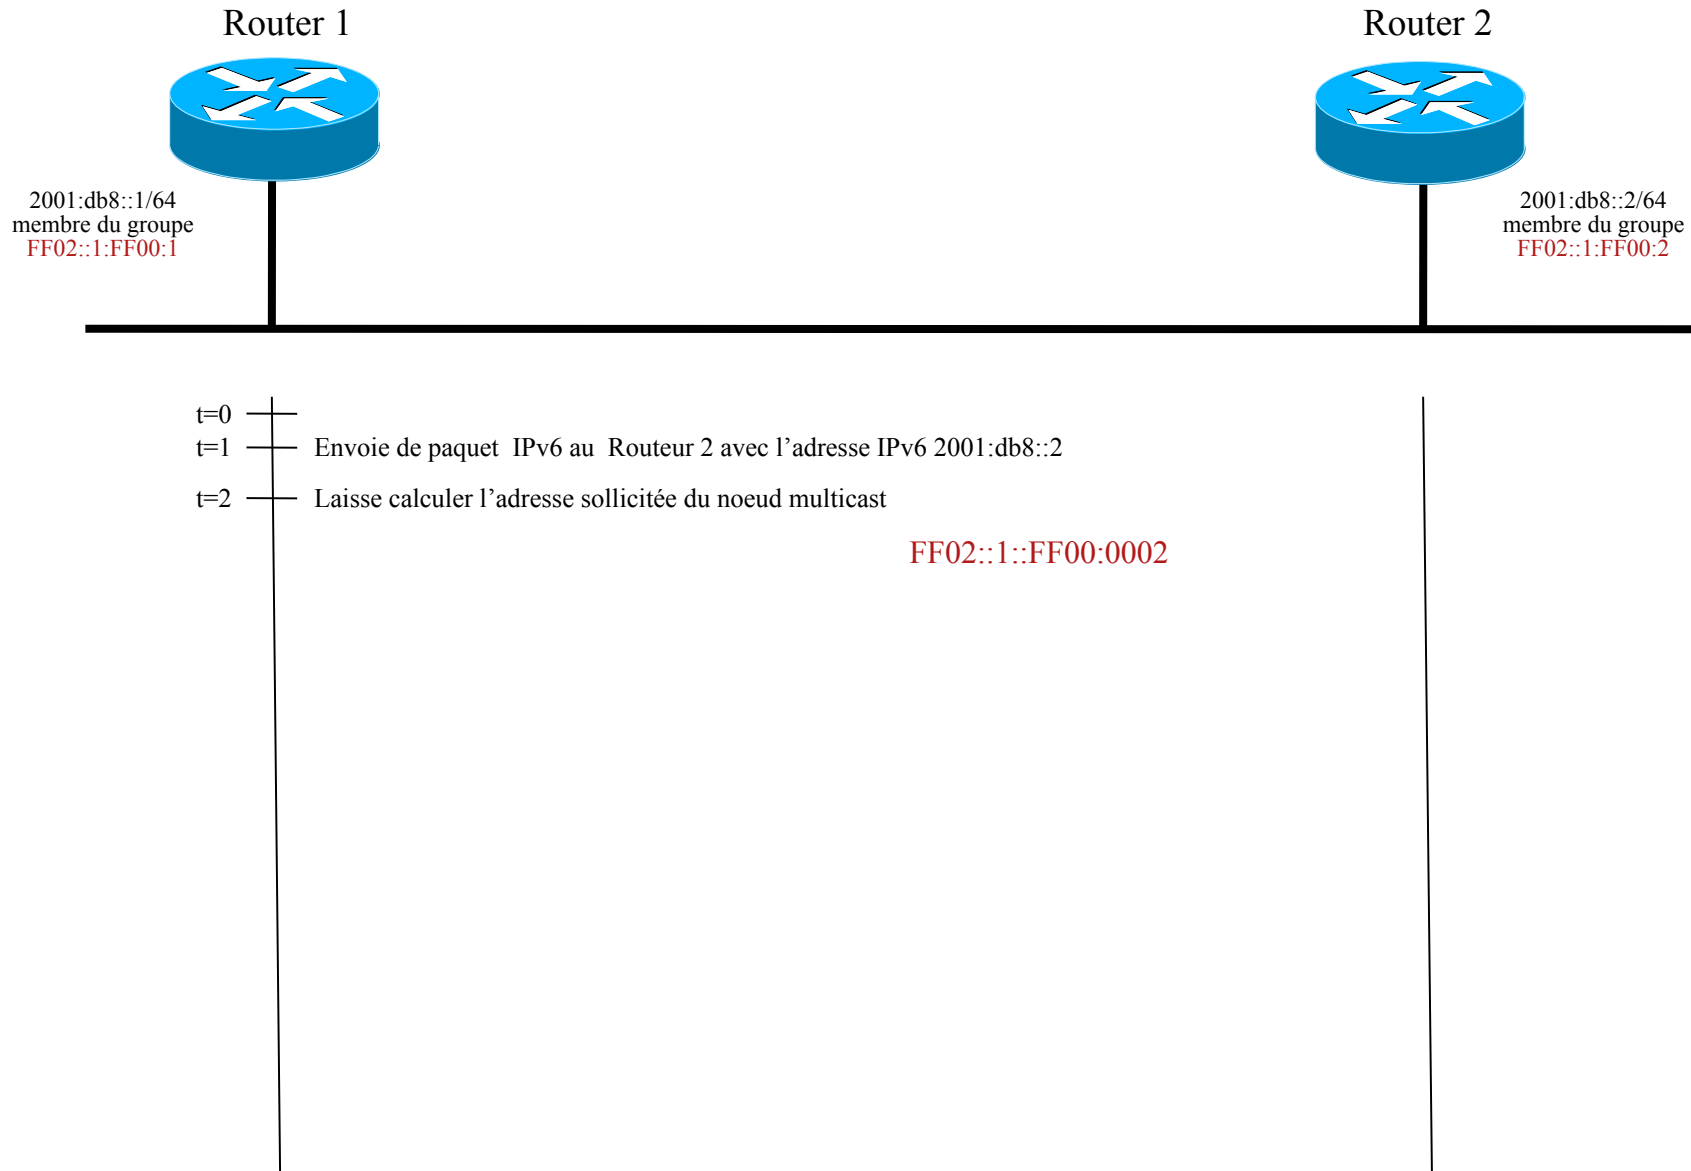 Router 1
Router 2
2001:db8::1/64
membre du groupe
FF02::1:FF00:1
2001:db8::2/64
membre du groupe
FF02::1:FF00:2
t=0
t=1 Envoie de paquet IPv6 au Routeur 2 avec l’adresse IPv6 2001:db8::2
t=2 Laisse calculer l’adresse sollicitée du noeud multicast
FF02::1::FF00:0002